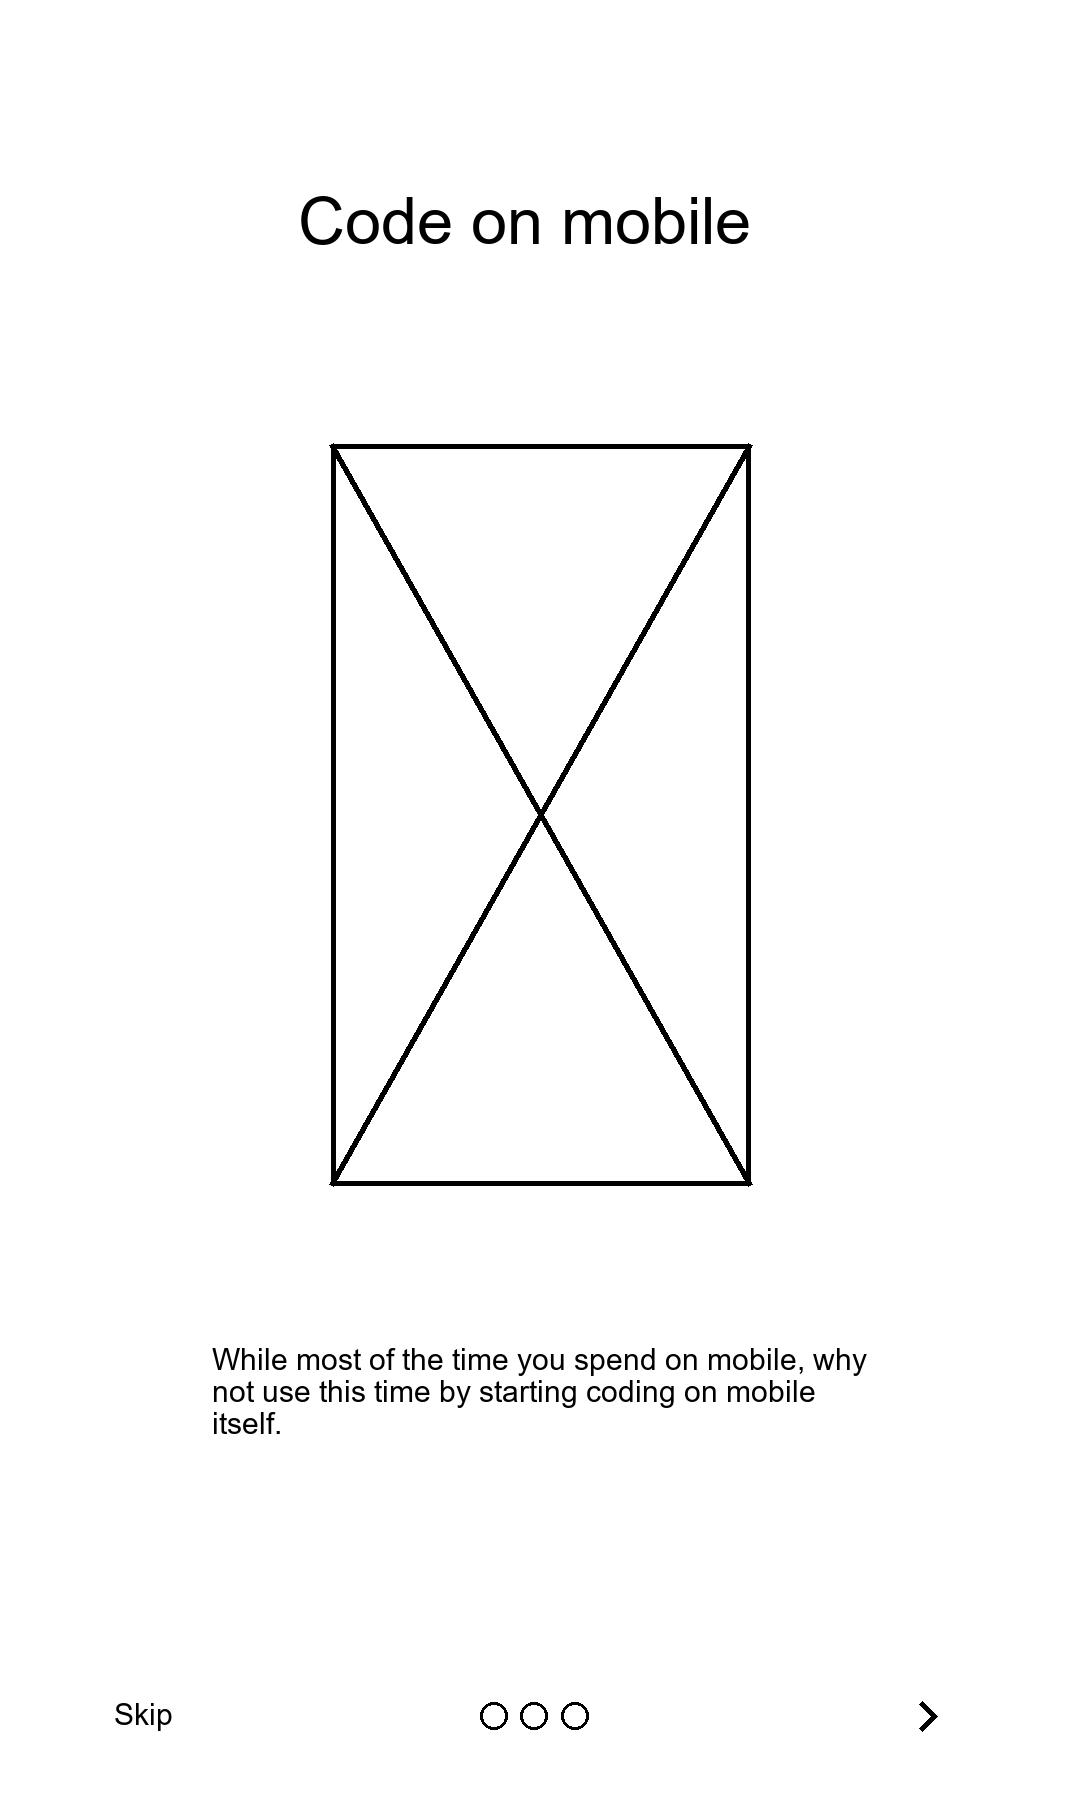 Code on mobile
While most of the time you spend on mobile, why
not use this time by starting coding on mobile
itself.
Skip